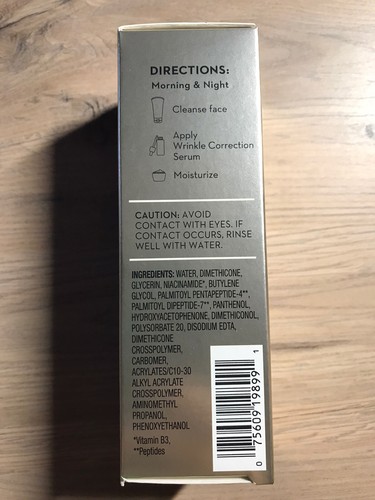 DIRECTIONS:
Morning & Night
Cleanse face
Apply
Wrinkle Correction
Serum
Moisturize
CAUTION: AVOID
CONTACT WITH EYES. IF
CONTACT OCCURS, RINSE
WELL WITH WATER.
INGREDIENTS: WATER, DIMETHICONE,
GLYCERIN, NIACINAMIDE*, BUTYLENE
GLYCOL, PALMITOYL PENTAPEPTIDE-4**,
PALMITOYL DIPEPTIDE-7**, PANTHENOL,
HYDROXYACETOPHENONE, DIMETHICONOL,
POLYSORBATE 20, DISODIUM EDTA,
DIMETHICONE
CROSSPOLYMER,
CARBOMER,
ACRYLATES/C10-30
ALKYL ACRYLATE
CROSSPOLYMER,
AMINOMETHYL
PROPANOL,
PHENOXYETHANOL
*Vitamin B3,
**Peptides
0 75609 19899 1